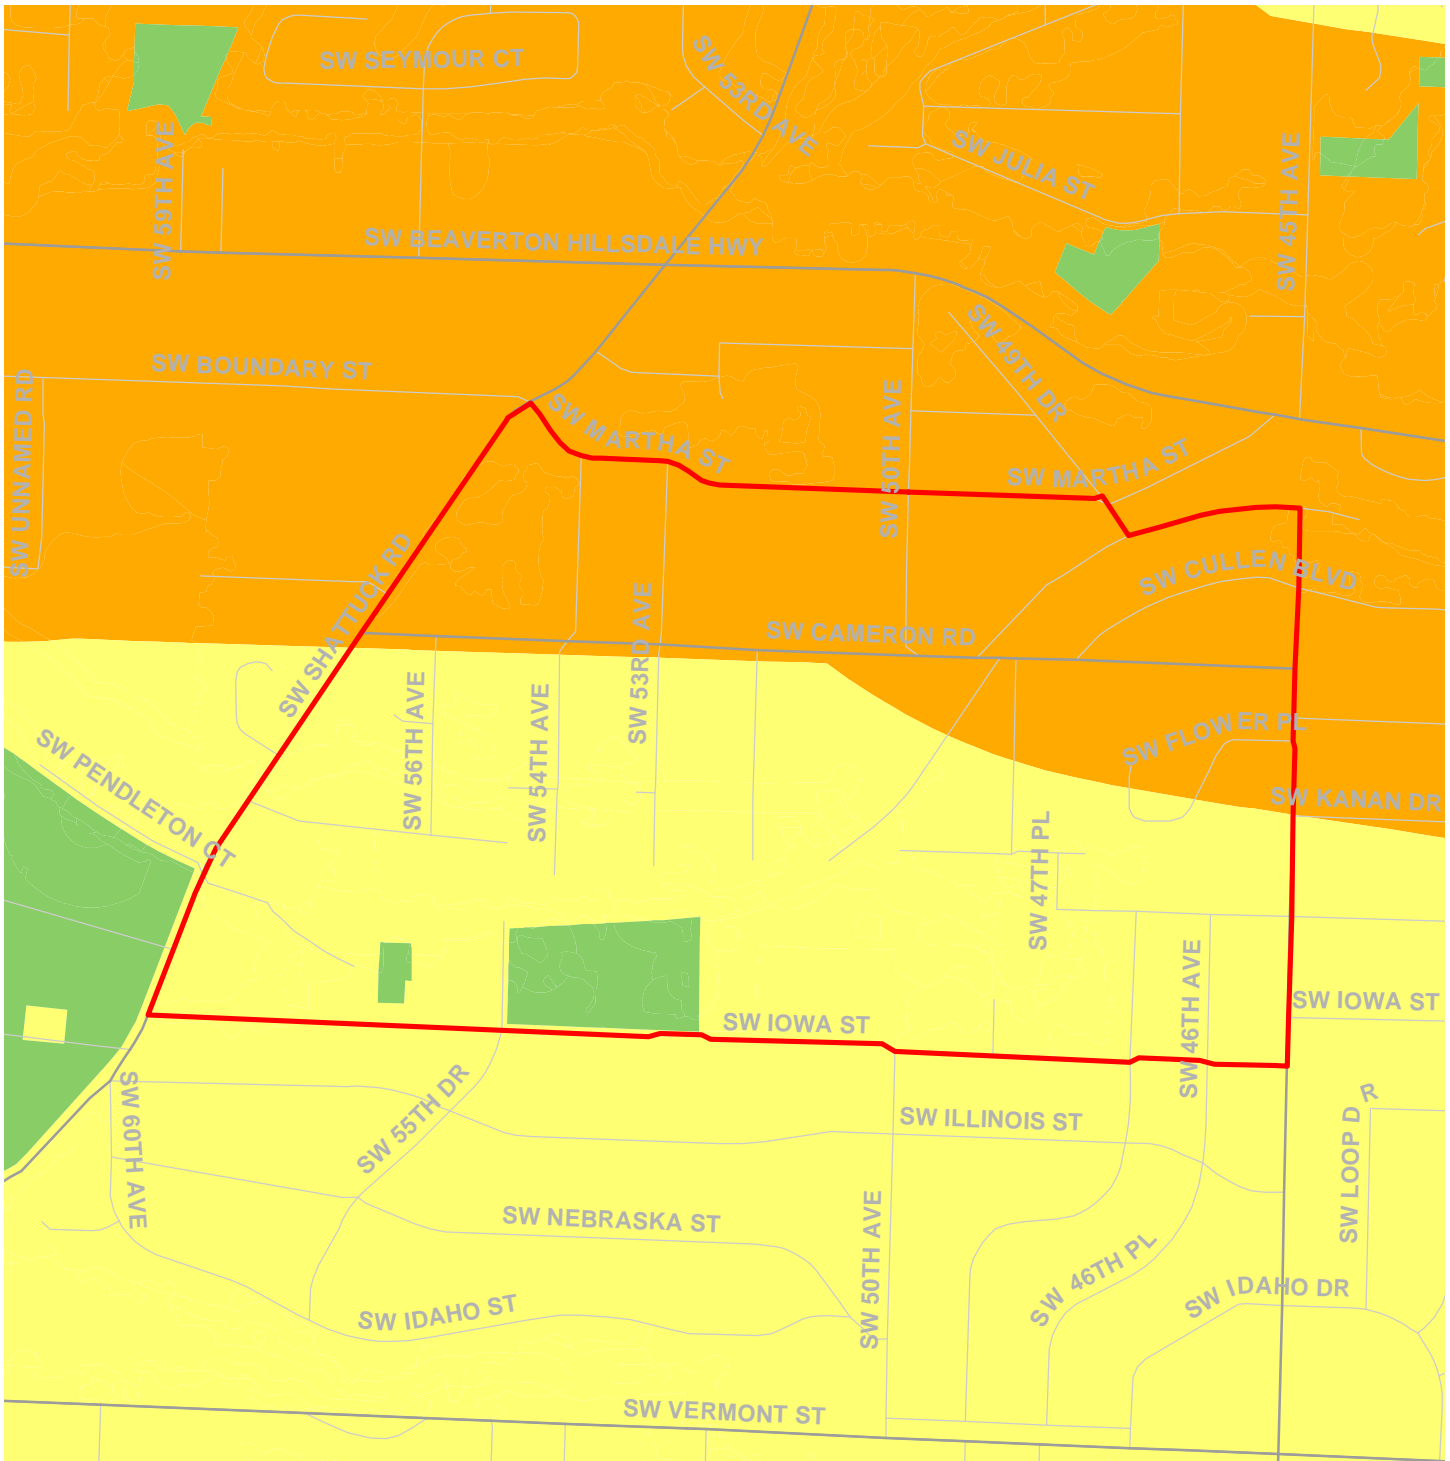 SW SEYMOUR CT
SW 53RD AVE
SW 59TH AVE
SW JULIA ST
SW 45TH AVE
SW BEAVERTON HILLSDALE HWY
SW 49TH DR
SW BOUNDARY ST
SW UNNAMED RD
SW MARTHA ST
SW 50TH AVE
SW MARTHA ST
SW SHATTUCK RD
SW CULLEN BLVD
SW CAMERON RD
SW 53RD AVE
SW 56TH AVE
SW 54TH AVE
SW FLOWER PL
SW PENDLETON CT
SW KANAN DR
SW 47TH PL
SW 46TH AVE
SW IOWA ST
SW IOWA ST
SW 60TH AVE
SW 55TH DR
SW ILLINOIS ST
SW LOOP DR
SW NEBRASKA ST
SW 50TH AVE
SW 46TH PL
SW IDAHO DR
SW IDAHO ST
SW VERMONT ST